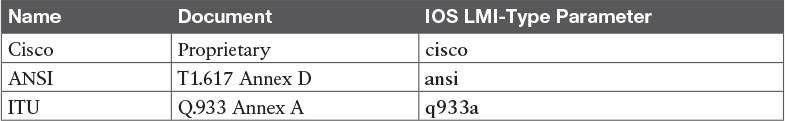 Name Document IOS LMI-Type Parameter
Cisco Proprietary cisco
ANSI T1.617 Annex D ansi
ITU Q.933 Annex A q933a